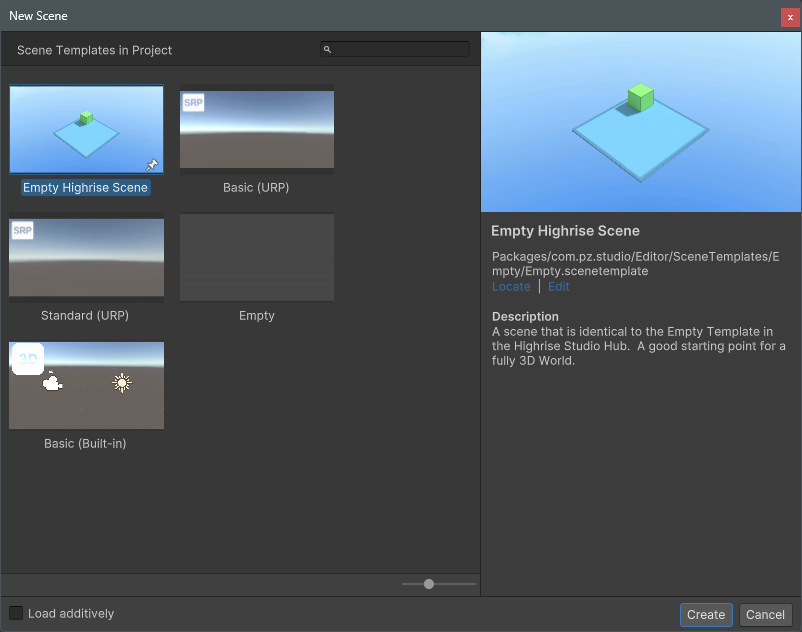 New Scene
x
Scene Templates in Project
SRP
Empty Highrise Scene
Basic (URP)
SRP
Standard (URP)
Empty
3D
Basic (Built-in)
Empty Highrise Scene
Packages/com.pz.studio/Editor/SceneTemplates/E
mpty/Empty.scenetemplate
Locate | Edit
Description
A scene that is identical to the Empty Template in
the Highrise Studio Hub.  A good starting point for a
fully 3D World.
Load additively
Create
Cancel